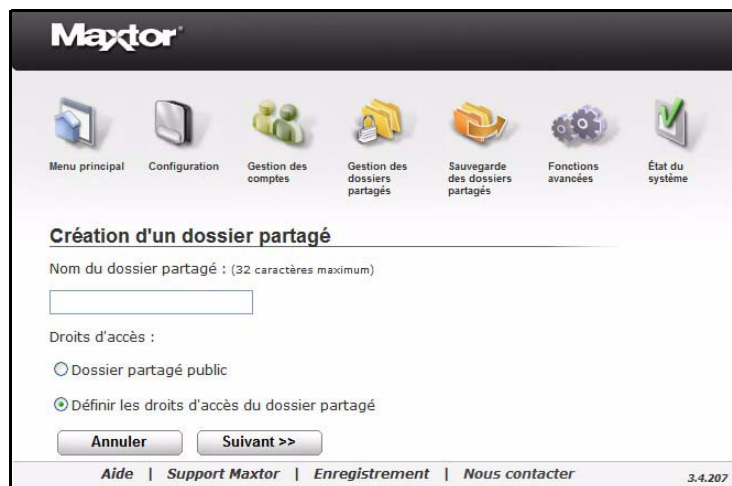 Maxtor
Menu principal
Configuration
Gestion des
comptes
Gestion des
dossiers
partagés
Sauvegarde
des dossiers
partagés
Fonctions
avancées
État du
système
Création d'un dossier partagé
Nom du dossier partagé : (32 caractères maximum)
Droits d'accès :
Dossier partagé public
Définir les droits d'accès du dossier partagé
Annuler
Suivant >>
Aide | Support Maxtor | Enregistrement | Nous contacter
3.4.207